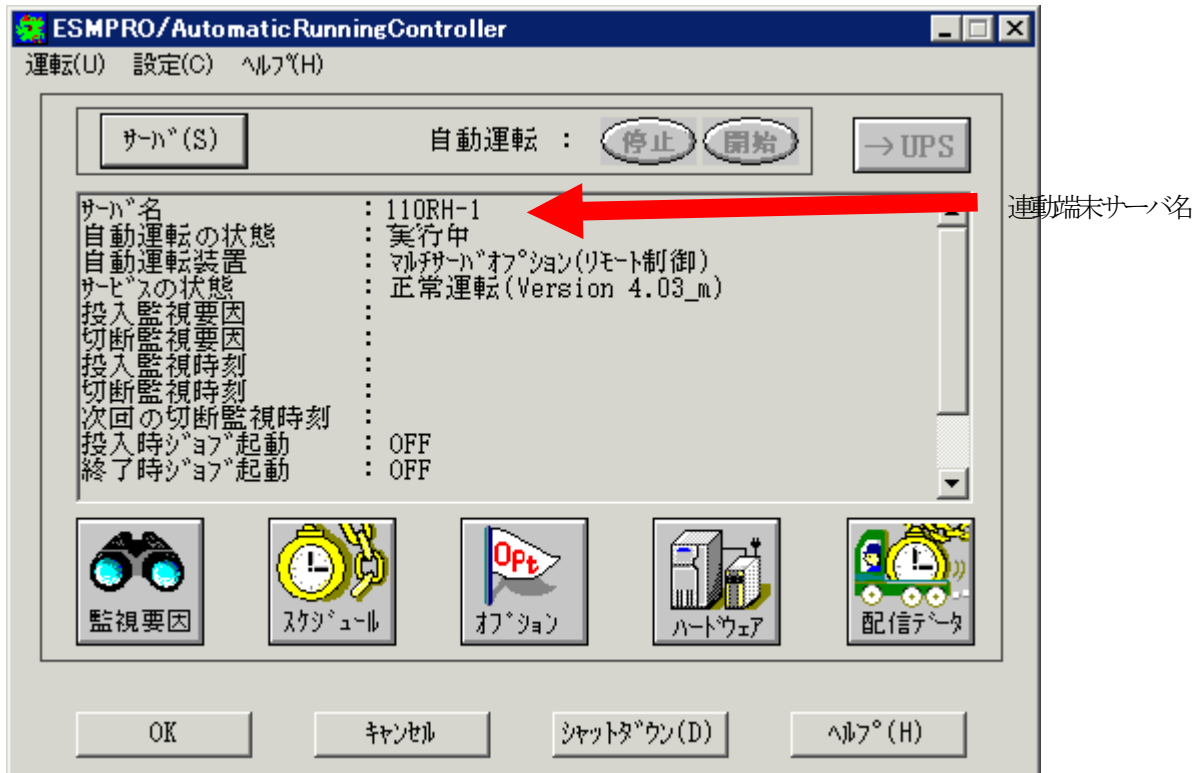 ESMPRO/AutomaticRunningController
運転(U) 設定(C) ﾍﾙﾌﾟ(H)
ｻｰﾊﾞ(S) 自動運転 : 停止 開始 →UPS
ｻｰﾊﾞ名 : 110RH-1
連動端末サーバ名
自動運転の状態 : 実行中
自動運転装置 : ﾏﾙﾁｻｰﾊﾞｵﾌﾟｼｮﾝ(ﾘﾓｰﾄ制御)
ｻｰﾋﾞｽの状態 : 正常運転(Version 4.03_m)
投入監視要因 :
切断監視要因 :
投入監視時刻 :
切断監視時刻 :
次回の切断監視時刻 :
投入時ｼﾞｮﾌﾞ起動 : OFF
終了時ｼﾞｮﾌﾞ起動 : OFF
OPt
監視要因 ｽｹｼﾞｭｰﾙ ｵﾌﾟｼｮﾝ ﾊｰﾄﾞｳｪｱ 配信ﾃﾞｰﾀ
OK ｷｬﾝｾﾙ ｼｬｯﾄﾀﾞｳﾝ(D) ﾍﾙﾌﾟ(H)